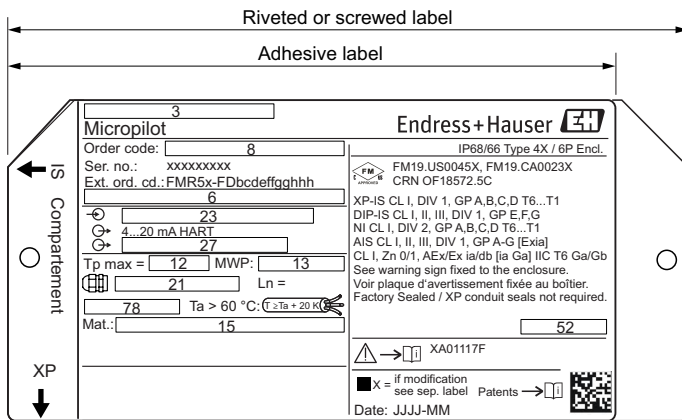 Riveted or screwed label
Adhesive label
3
Micropilot
Endress+Hauser EH
Order code: 8
Ser. no.: xxxxxxxxx
Ext. ord. cd.:FMR5x-FDbcdeffgghhh
6
23
4...20 mA HART
27
Tp max = 12 MWP: 13
21 Ln =
78 Ta > 60 °C: T ≥Ta + 20 K
Mat.: 15
IP68/66 Type 4X / 6P Encl.
FM APPROVED C US
FM19.US0045X, FM19.CA0023X
CRN OF18572.5C
XP-IS CL I, DIV 1, GP A,B,C,D T6...T1
DIP-IS CL I, II, III, DIV 1, GP E,F,G
NI CL I, DIV 2, GP A,B,C,D T6...T1
AIS CL I, II, III, DIV 1, GP A-G [Exia]
CL I, Zn 0/1, AEx/Ex ia/db [ia Ga] IIC T6 Ga/Gb
See warning sign fixed to the enclosure.
Voir plaque d'avertissement fixée au boîtier.
Factory Sealed / XP conduit seals not required.
52
XA01117F
X = if modification
see sep. label
Patents
Date: JJJJ-MM
IS Compartement
XP